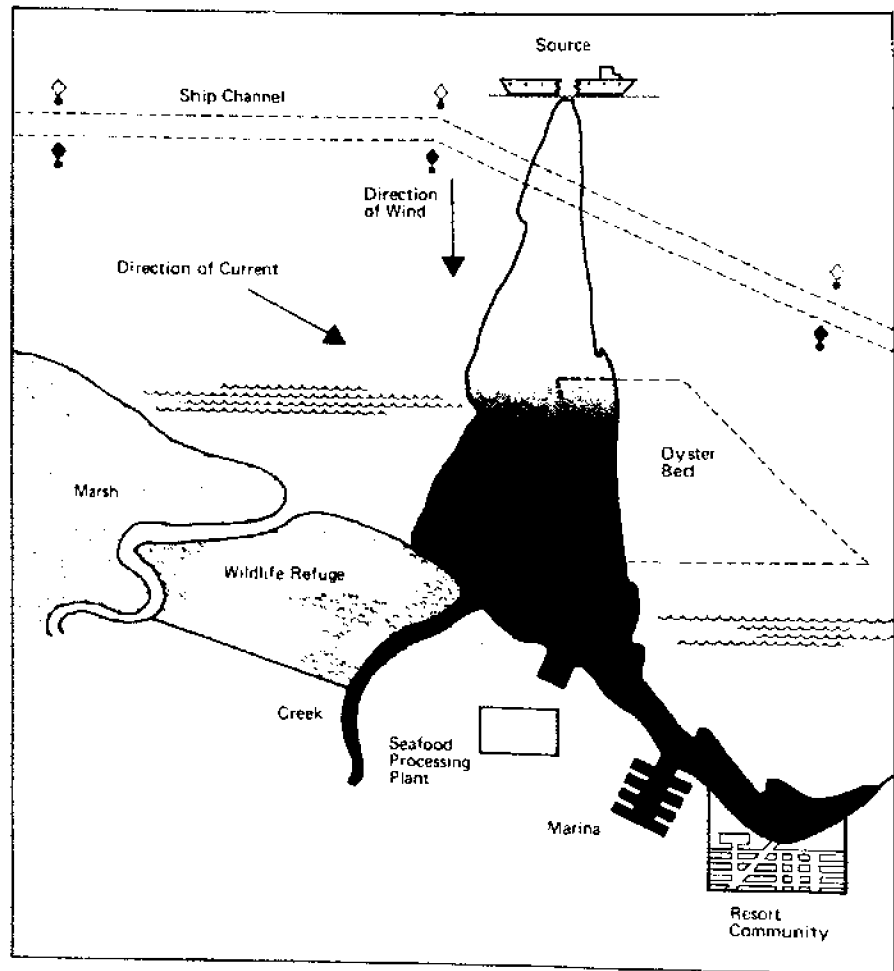 Source
Ship Channel
Direction
of Wind
Direction of Current
Oyster
Bed
Marsh
Wildlife Refuge
Creek
Seafood
Processing
Plant
Marina
Resort
Community